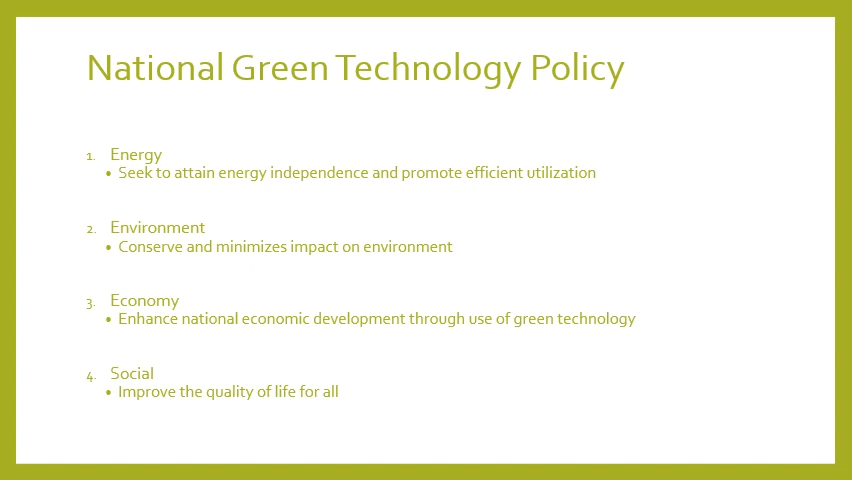 National Green Technology Policy
1. Energy
• Seek to attain energy independence and promote efficient utilization
2. Environment
• Conserve and minimizes impact on environment
3. Economy
• Enhance national economic development through use of green technology
4. Social
• Improve the quality of life for all